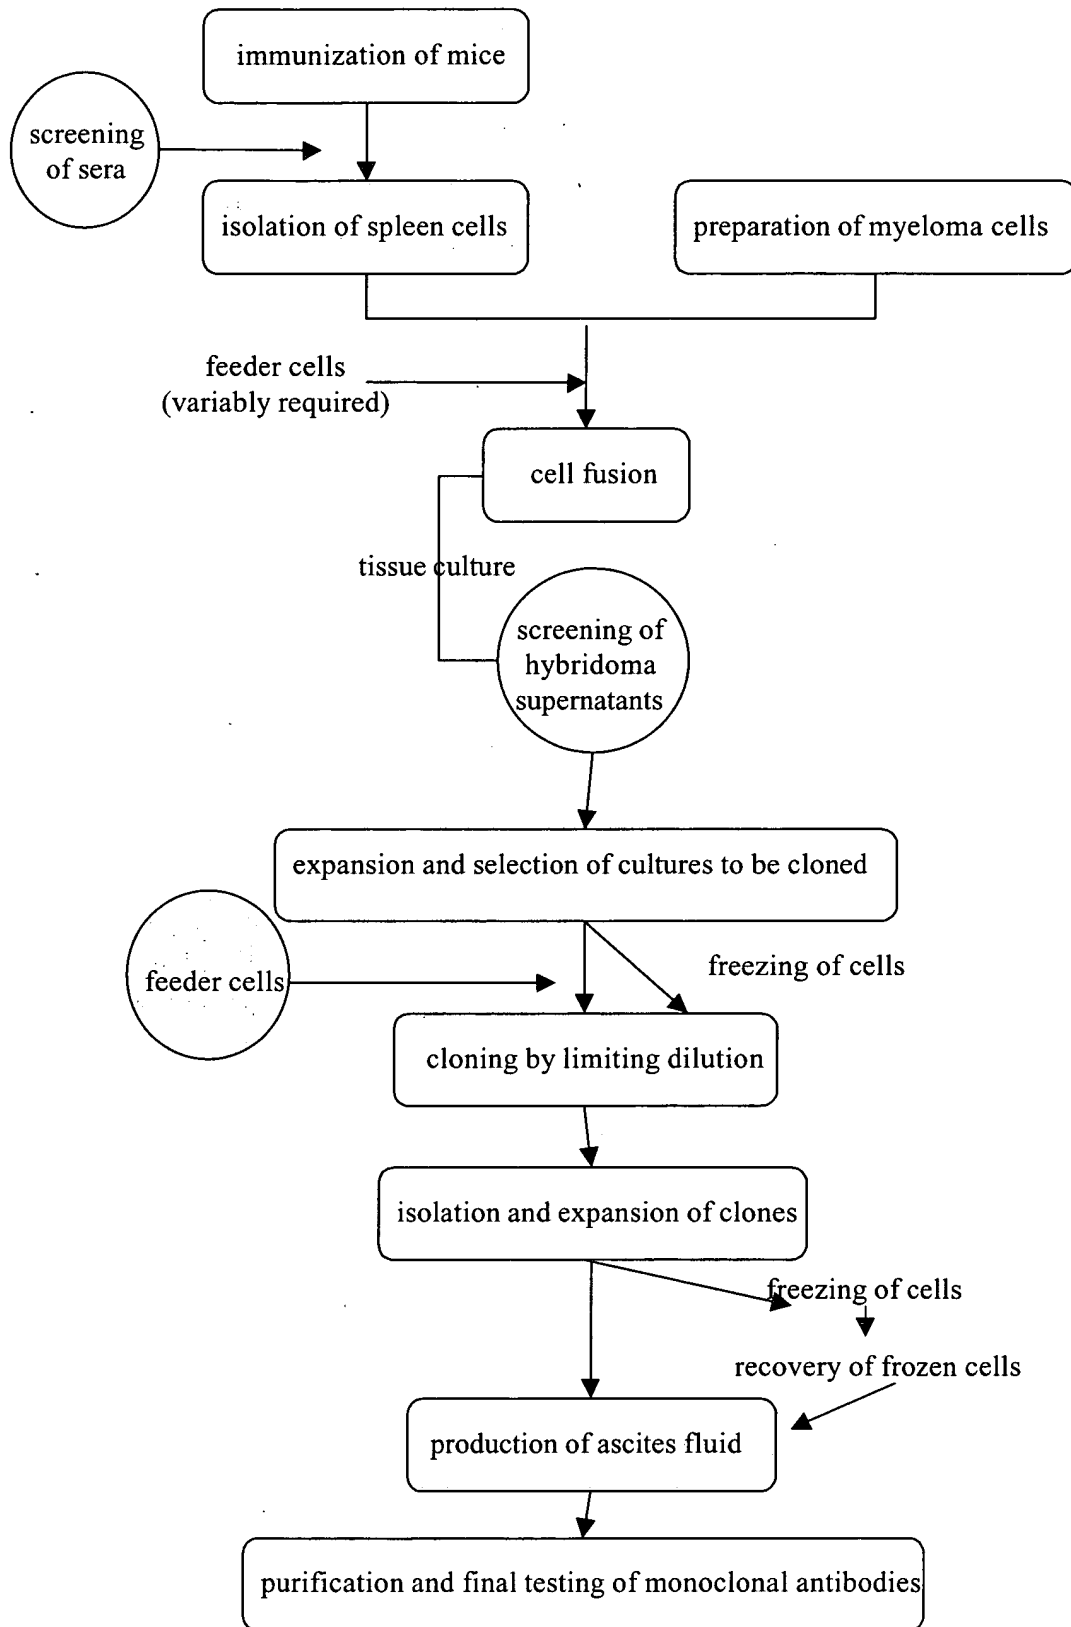 immunization of mice
screening
of sera
isolation of spleen cells
preparation of myeloma cells
feeder cells
(variably required)
cell fusion
tissue culture
screening of
hybridoma
supernatants
expansion and selection of cultures to be cloned
freezing of cells
feeder cells
cloning by limiting dilution
isolation and expansion of clones
freezing of cells
recovery of frozen cells
production of ascites fluid
purification and final testing of monoclonal antibodies